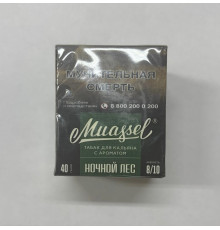 МУЧИТЕЛЬНАЯ
СМЕРТЬ
8 800 200 0 200
Muassel®
ТАБАК ДЛЯ КАЛЬЯНА
С АРОМАТОМ
40
НОЧНОЙ ЛЕС
8/10